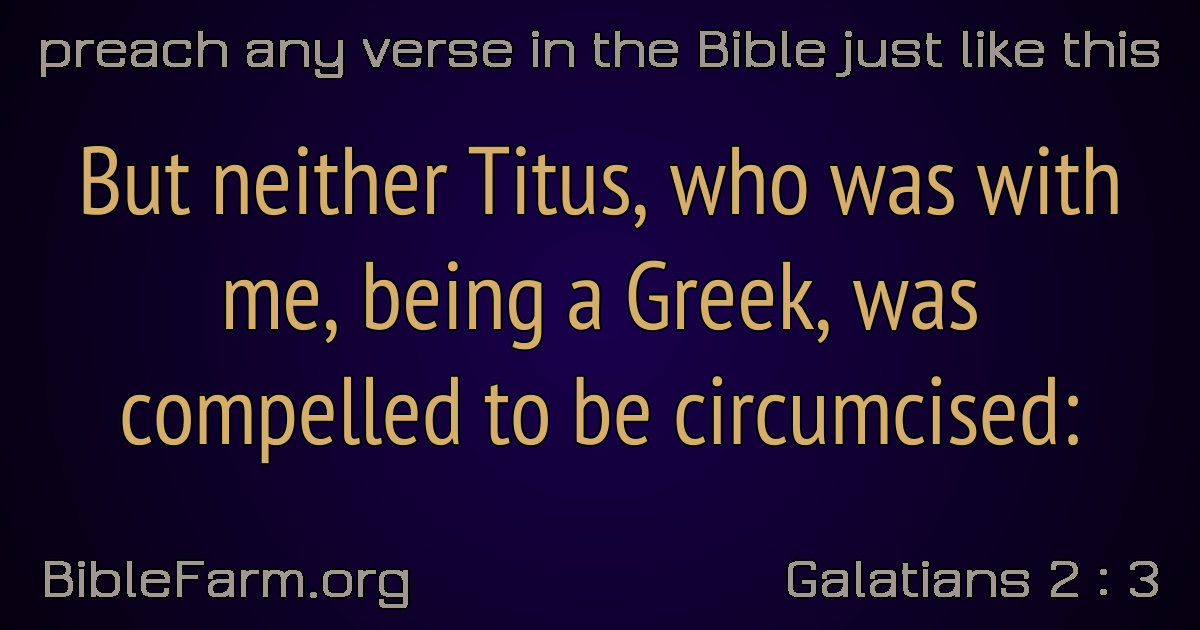 preach any verse in the Bible just like this
But neither Titus, who was with
me, being a Greek, was
compelled to be circumcised:
BibleFarm.org
Galatians 2 : 3